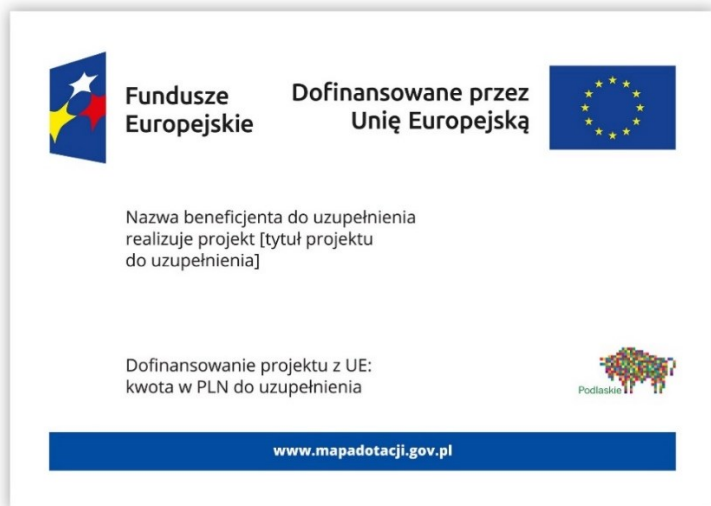 Fundusze
Europejskie
Dofinansowane przez
Unię Europejską
Nazwa beneficjenta do uzupełnienia
realizuje projekt [tytuł projektu
do uzupełnienia]
Dofinansowanie projektu z UE:
kwota w PLN do uzupełnienia
Podlaskie
www.mapadotacji.gov.pl